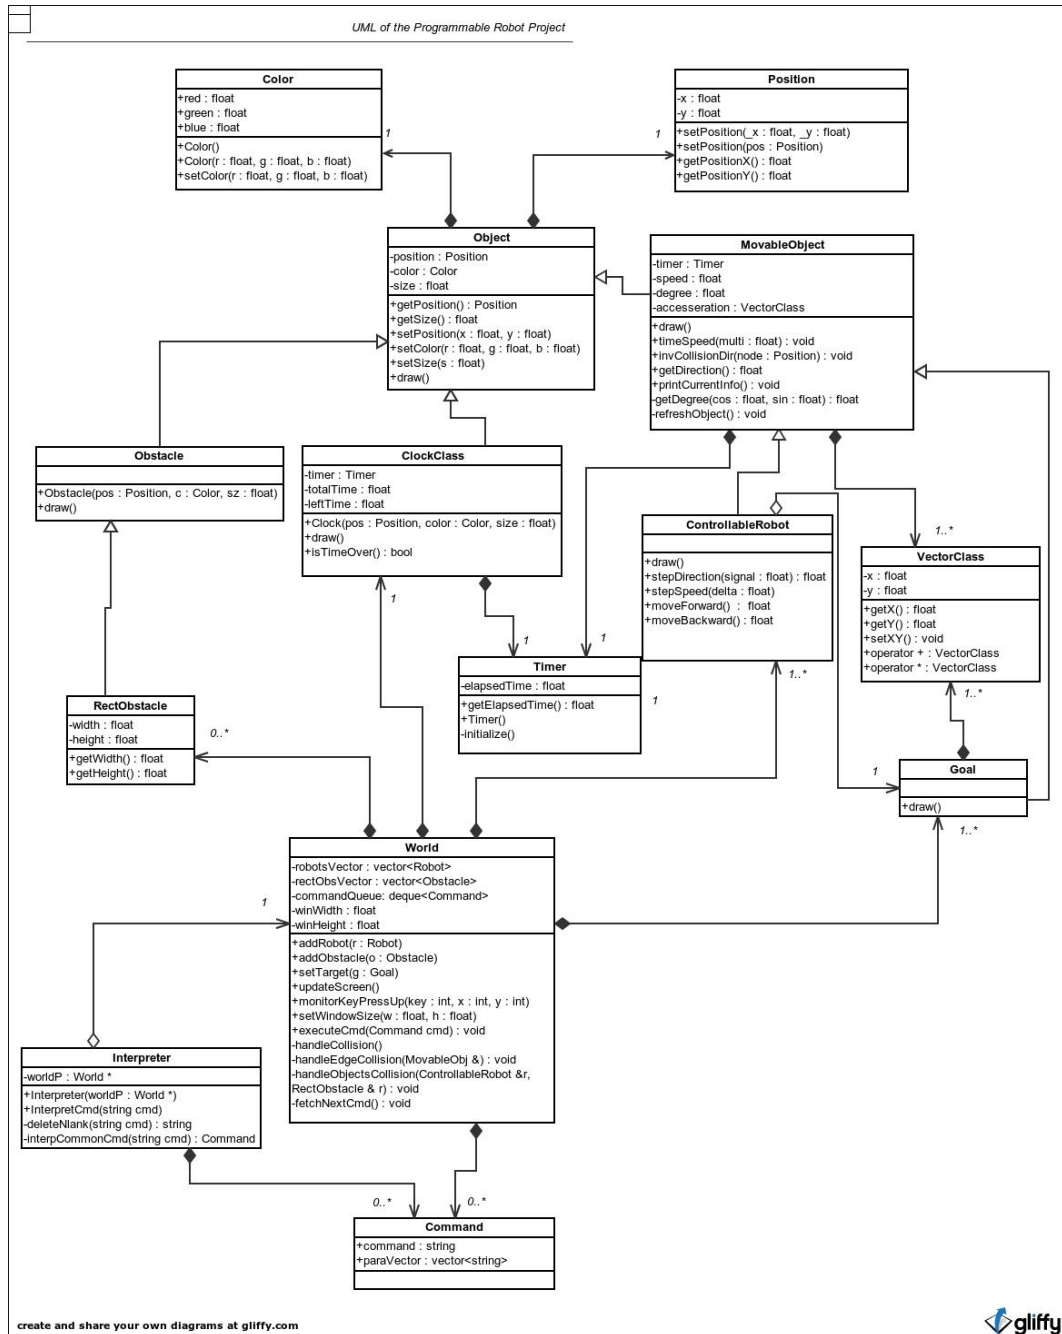 UML of the Programmable Robot Project
Color
+red : float
+green : float
+blue : float
+Color()
+Color(r : float, g : float, b : float)
+setColor(r : float, g : float, b : float)
1
Position
-x : float
-y : float
+setPosition(_x : float, _y : float)
+setPosition(pos : Position)
+getPositionX() : float
+getPositionY() : float
1
Object
-position : Position
-color : Color
-size : float
+getPosition() : Position
+getSize() : float
+setPosition(x : float, y : float)
+setColor(r : float, g : float, b : float)
+setSize(s : float)
+draw()
MovableObject
-timer : Timer
-speed : float
-degree : float
-accesseration : VectorClass
+draw()
+timeSpeed(multi : float) : void
+invCollisionDir(node : Position) : void
+getDirection() : float
+printCurrentInfo() : void
-getDegree(cos : float, sin : float) : float
-refreshObject() : void
Obstacle
+Obstacle(pos : Position, c : Color, sz : float)
+draw()
ClockClass
-timer : Timer
-totalTime : float
-leftTime : float
+Clock(pos : Position, color : Color, size : float)
+draw()
+isTimeOver() : bool
1
1
1
ControllableRobot
+draw()
+stepDirection(signal : float) : float
+stepSpeed(delta : float)
+moveForward() : float
+moveBackward() : float
1..*
1..*
VectorClass
-x : float
-y : float
+getX() : float
+getY() : float
+setXY() : void
+operator + : VectorClass
+operator * : VectorClass
1..*
Timer
-elapsedTime : float
+getElapsedTime() : float
+Timer()
-initialize()
1
RectObstacle
-width : float
-height : float
+getWidth() : float
+getHeight() : float
0..*
1
Goal
+draw()
1..*
World
-robotsVector : vector<Robot>
-rectObsVector : vector<Obstacle>
-commandQueue: deque<Command>
-winWidth : float
-winHeight : float
+addRobot(r : Robot)
+addObstacle(o : Obstacle)
+setTarget(g : Goal)
+updateScreen()
+monitorKeyPressUp(key : int, x : int, y : int)
+setWindowSize(w : float, h : float)
+executeCmd(Command cmd) : void
-handleCollision()
-handleEdgeCollision(MovableObj &) : void
-handleObjectsCollision(ControllableRobot &r,
RectObstacle & r) : void
-fetchNextCmd() : void
1
Interpreter
-worldP : World *
+Interpreter(worldP : World *)
+InterpretCmd(string cmd)
-deleteNlank(string cmd) : string
-interpCommonCmd(string cmd) : Command
0..*
0..*
Command
+command : string
+paraVector : vector<string>
create and share your own diagrams at gliffy.com
gliffy